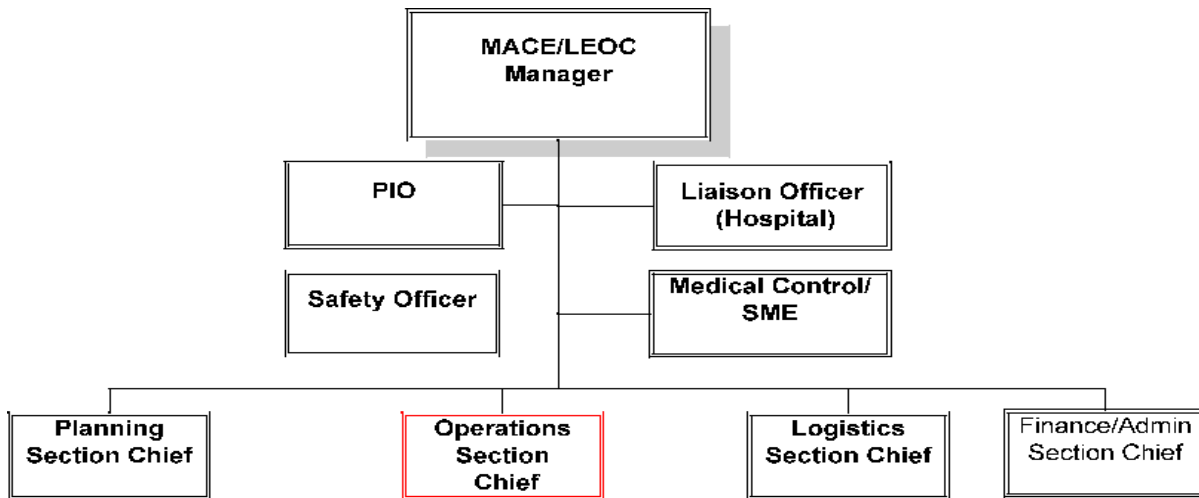 MACE/LEOC
Manager
PIO
Liaison Officer
(Hospital)
Safety Officer
Medical Control/
SME
Planning
Section Chief
Operations
Section
Chief
Logistics
Section Chief
Finance/Admin
Section Chief